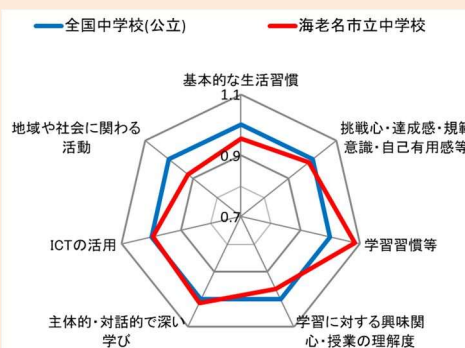 全国中学校(公立)
海老名市立中学校
基本的な生活習慣
1.1
挑戦心・達成感・規範
意識・自己有用感等
0.9
0.7
学習習慣等
学習に対する興味関
心・授業の理解度
主体的・対話的で深い
学び
ICTの活用
地域や社会に関わる
活動